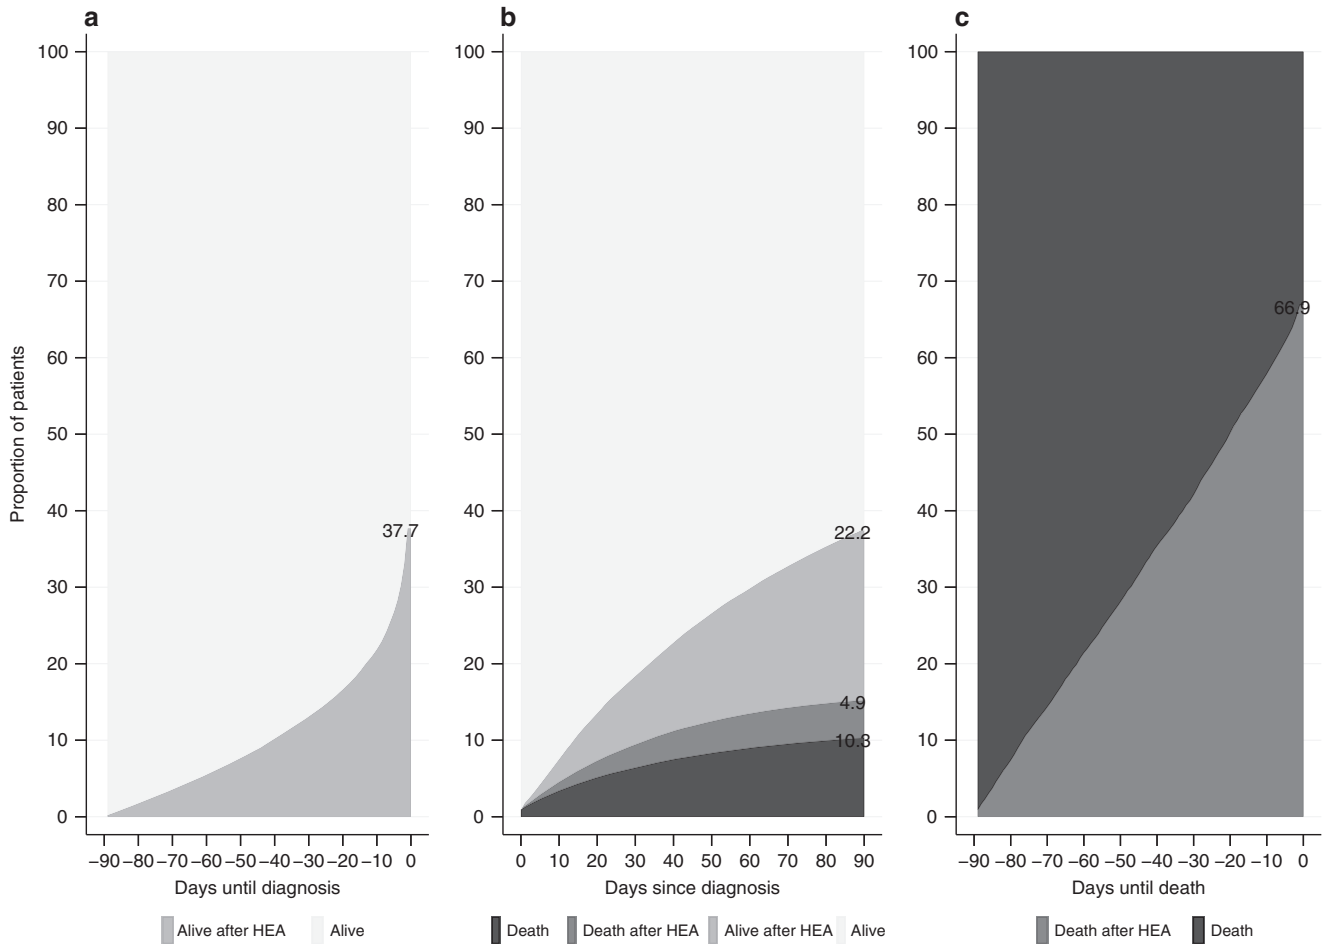 a
b
c
Proportion of patients
100
90
80
70
60
50
40
30
20
10
0
37.7
−90 −80 −70 −60 −50 −40 −30 −20 −10 0
Days until diagnosis
Alive after HEA Alive
100
90
80
70
60
50
40
30
20
10
0
22.2
4.9
10.3
0 10 20 30 40 50 60 70 80 90
Days since diagnosis
Death Death after HEA Alive after HEA Alive
100
90
80
70
60
50
40
30
20
10
0
66.9
−90 −80 −70 −60 −50 −40 −30 −20 −10 0
Days until death
Death after HEA Death